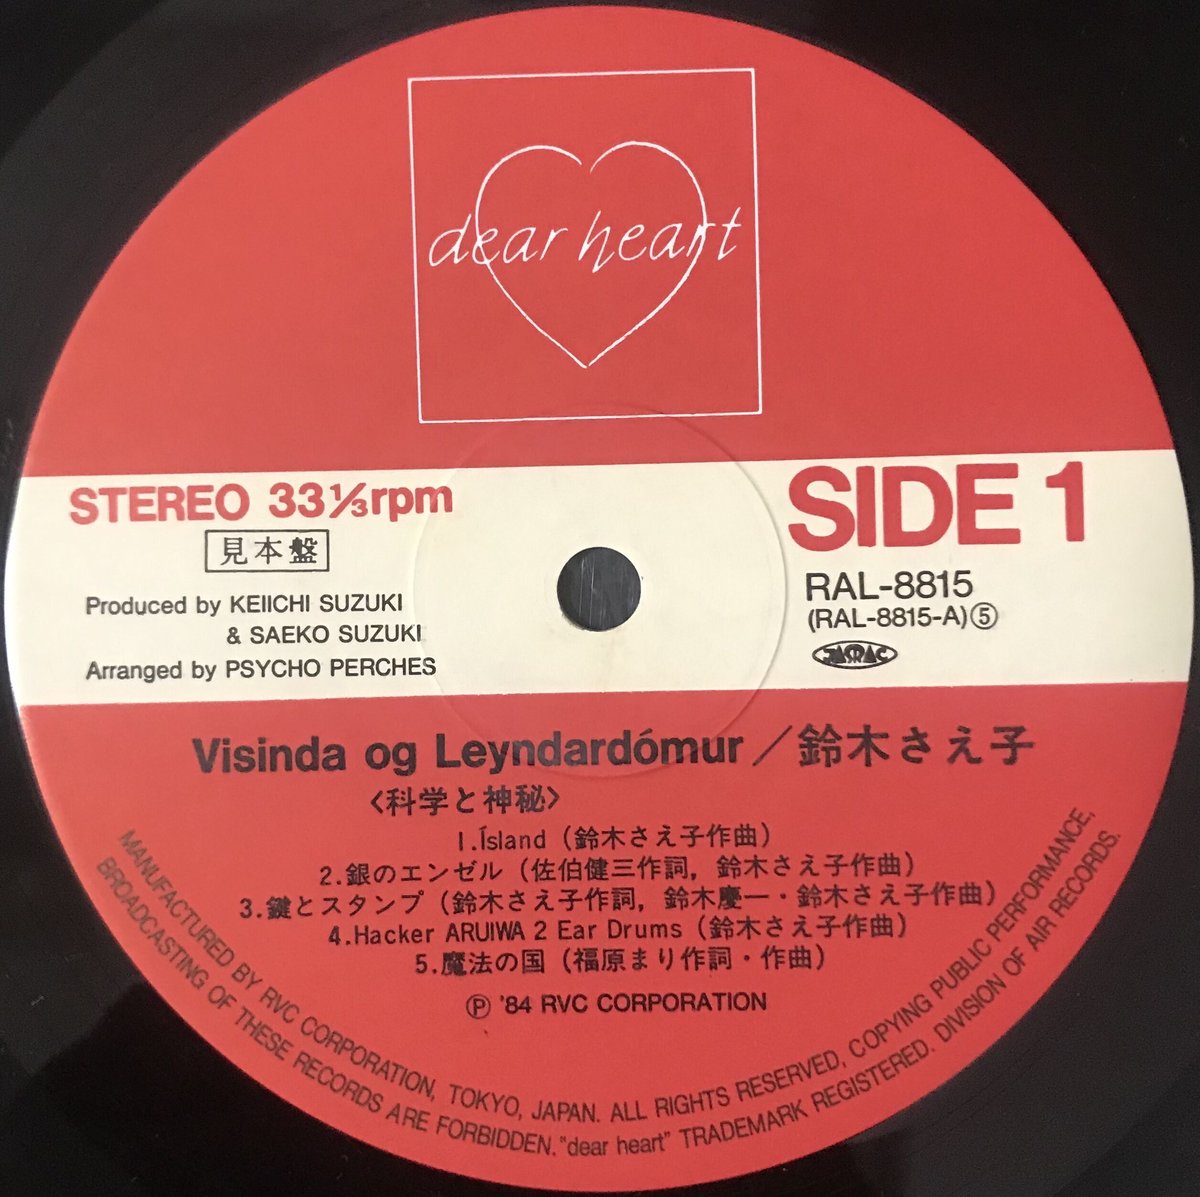 dear heart
STEREO 33⅓rpm
見本盤
Produced by KEIICHI SUZUKI
& SAEKO SUZUKI
Arranged by PSYCHO PERCHES
SIDE 1
RAL-8815
(RAL-8815-A)⑤
JASRAC
Visinda og Leyndardómur／鈴木さえ子
〈科学と神秘〉
1.Ísland（鈴木さえ子作曲）
2.銀のエンゼル（佐伯健三作詞，鈴木さえ子作曲）
3.鍵とスタンプ（鈴木さえ子作詞，鈴木慶一・鈴木さえ子作曲）
4.Hacker ARUIWA 2 Ear Drums（鈴木さえ子作曲）
5.魔法の国（福原まり作詞・作曲）
Ⓟ '84 RVC CORPORATION
MANUFACTURED BY RVC CORPORATION, TOKYO, JAPAN. ALL RIGHTS RESERVED, COPYING PUBLIC PERFORMANCE,
BROADCASTING OF THESE RECORDS ARE FORBIDDEN. "dear heart" TRADEMARK REGISTERED. DIVISION OF AIR RECORDS.